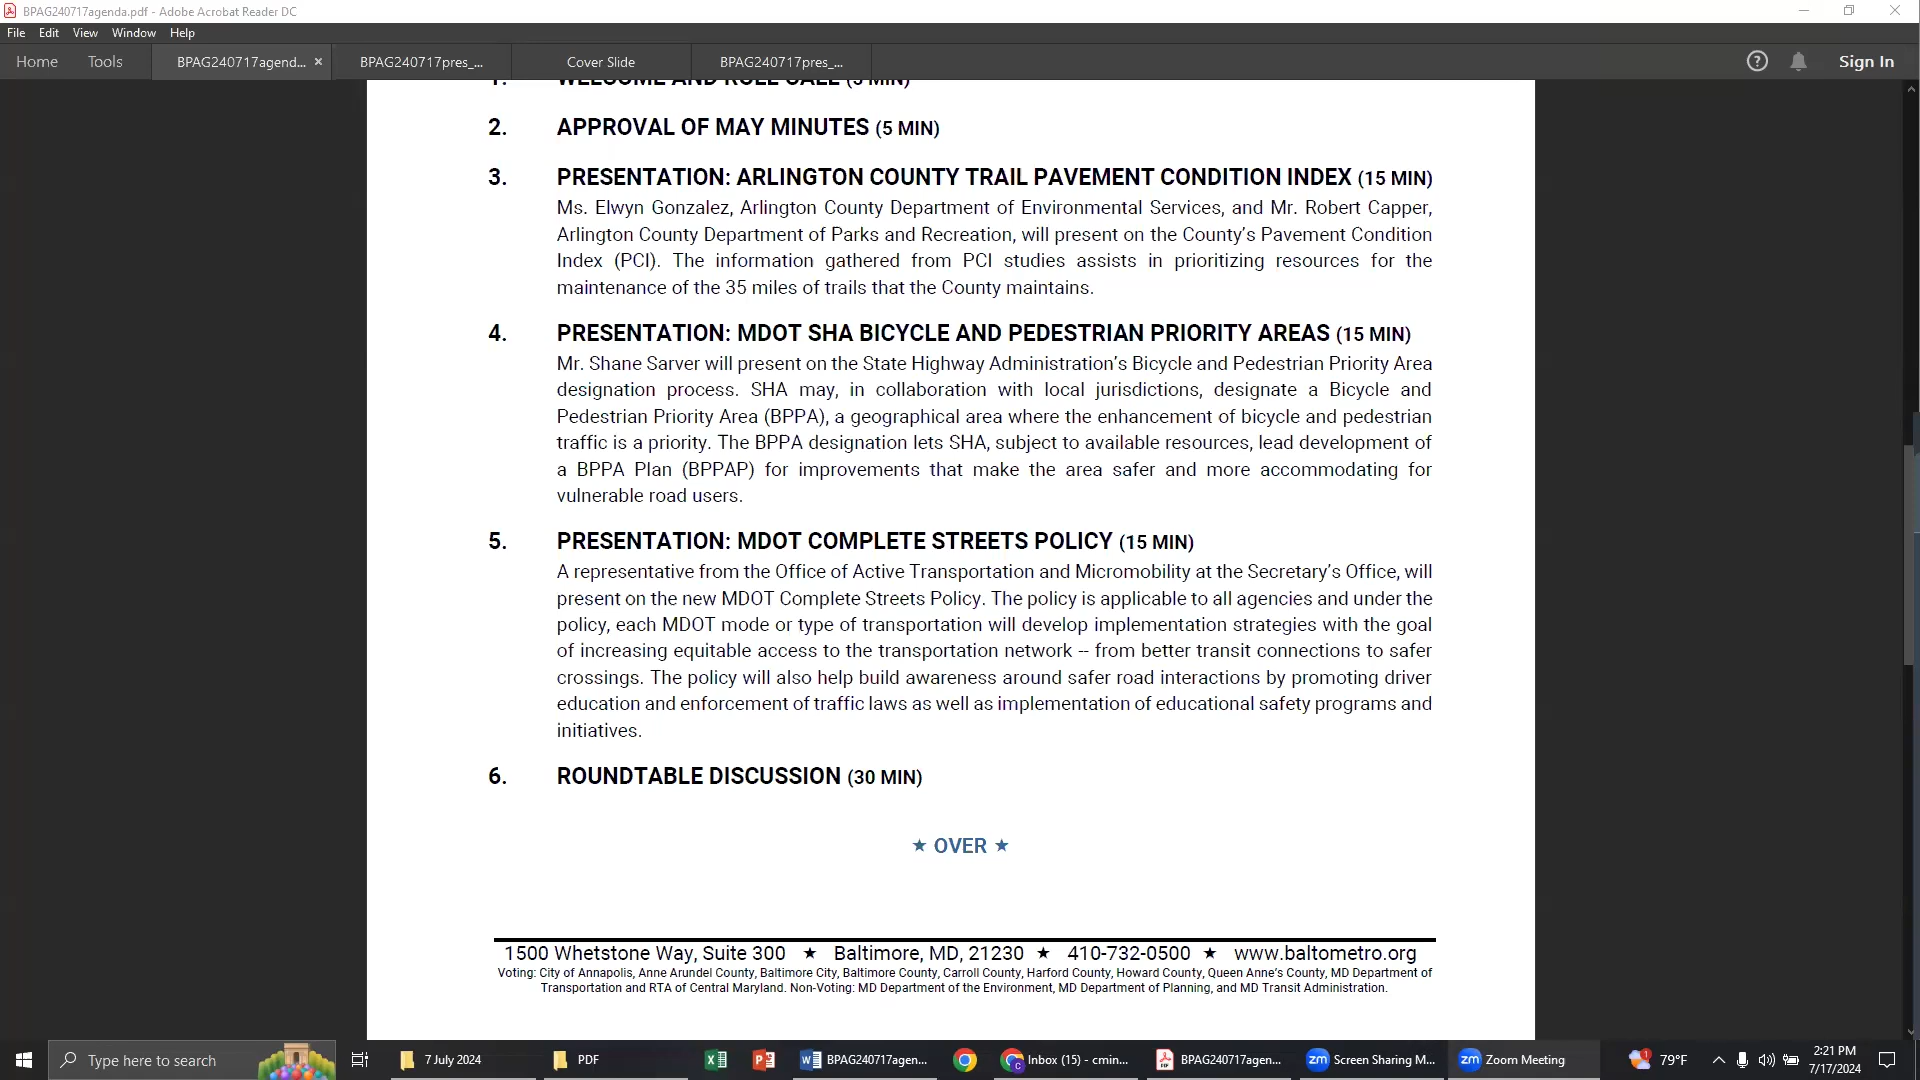 BPAG240717agenda.pdf - Adobe Acrobat Reader DC
File Edit View Window Help
Home Tools BPAG240717agend... × BPAG240717pres_... Cover Slide BPAG240717pres_... Sign In
1. WELCOME AND ROLL CALL (5 MIN)
2. APPROVAL OF MAY MINUTES (5 MIN)
3. PRESENTATION: ARLINGTON COUNTY TRAIL PAVEMENT CONDITION INDEX (15 MIN)
Ms. Elwyn Gonzalez, Arlington County Department of Environmental Services, and Mr. Robert Capper,
Arlington County Department of Parks and Recreation, will present on the County's Pavement Condition
Index (PCI). The information gathered from PCI studies assists in prioritizing resources for the
maintenance of the 35 miles of trails that the County maintains.
4. PRESENTATION: MDOT SHA BICYCLE AND PEDESTRIAN PRIORITY AREAS (15 MIN)
Mr. Shane Sarver will present on the State Highway Administration's Bicycle and Pedestrian Priority Area
designation process. SHA may, in collaboration with local jurisdictions, designate a Bicycle and
Pedestrian Priority Area (BPPA), a geographical area where the enhancement of bicycle and pedestrian
traffic is a priority. The BPPA designation lets SHA, subject to available resources, lead development of
a BPPA Plan (BPPAP) for improvements that make the area safer and more accommodating for
vulnerable road users.
5. PRESENTATION: MDOT COMPLETE STREETS POLICY (15 MIN)
A representative from the Office of Active Transportation and Micromobility at the Secretary's Office, will
present on the new MDOT Complete Streets Policy. The policy is applicable to all agencies and under the
policy, each MDOT mode or type of transportation will develop implementation strategies with the goal
of increasing equitable access to the transportation network -- from better transit connections to safer
crossings. The policy will also help build awareness around safer road interactions by promoting driver
education and enforcement of traffic laws as well as implementation of educational safety programs and
initiatives.
6. ROUNDTABLE DISCUSSION (30 MIN)
★ OVER ★
1500 Whetstone Way, Suite 300 ★ Baltimore, MD, 21230 ★ 410-732-0500 ★ www.baltometro.org
Voting: City of Annapolis, Anne Arundel County, Baltimore City, Baltimore County, Carroll County, Harford County, Howard County, Queen Anne's County, MD Department of
Transportation and RTA of Central Maryland. Non-Voting: MD Department of the Environment, MD Department of Planning, and MD Transit Administration.
Type here to search 7 July 2024 PDF BPAG240717agen... Inbox (15) - cmin... BPAG240717agen... zm Screen Sharing M... zm Zoom Meeting 1 79°F 2:21 PM
7/17/2024